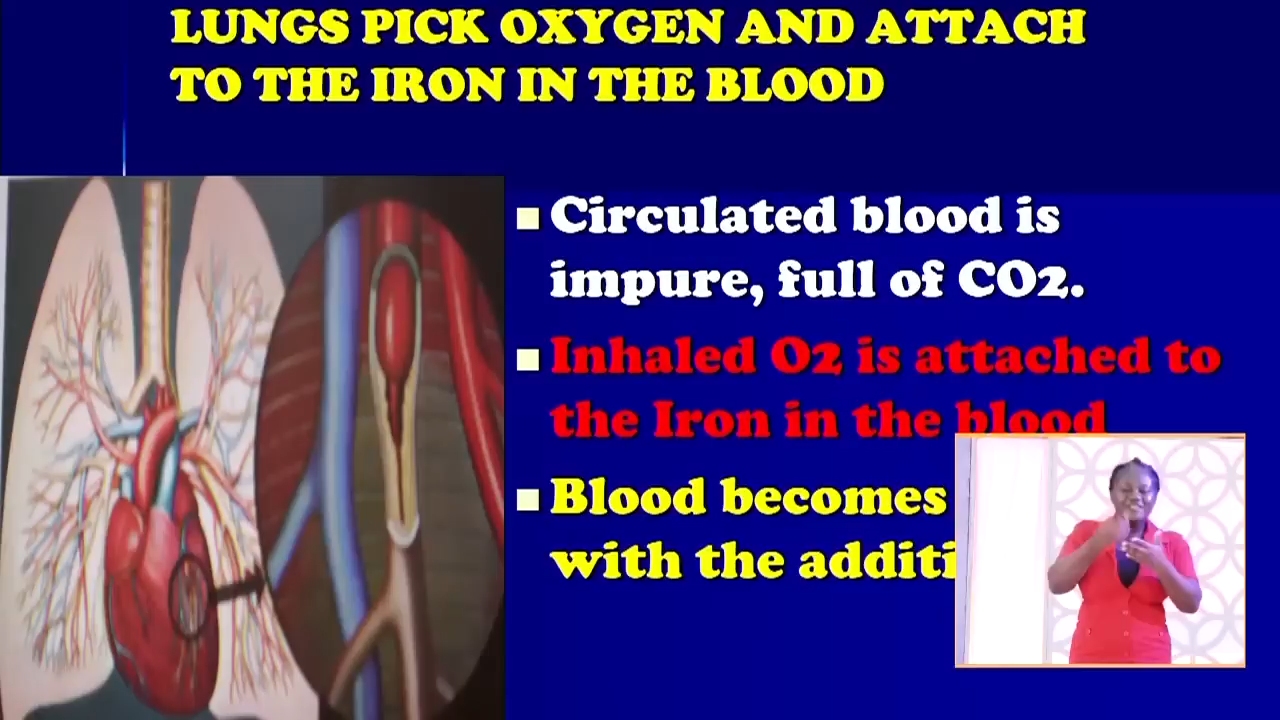 LUNGS PICK OXYGEN AND ATTACH
TO THE IRON IN THE BLOOD
Circulated blood is
impure, full of CO2.
Inhaled O2 is attached to
the Iron in the blood
Blood becomes
with the